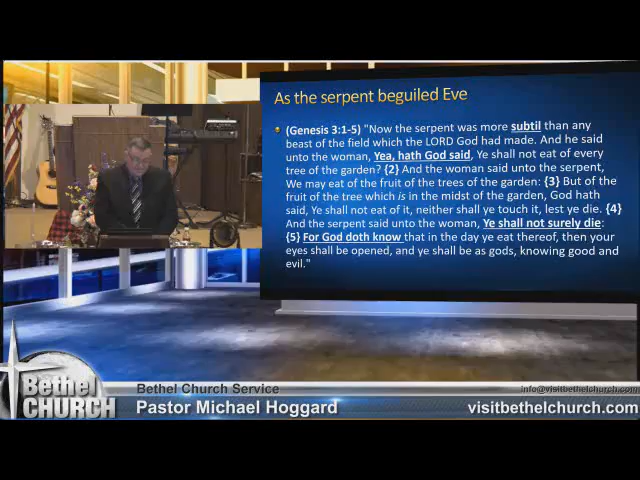 As the serpent beguiled Eve
(Genesis 3:1-5) "Now the serpent was more subtil than any
beast of the field which the LORD God had made. And he said
unto the woman, Yea, hath God said, Ye shall not eat of every
tree of the garden? {2} And the woman said unto the serpent,
We may eat of the fruit of the trees of the garden: {3} But of the
fruit of the tree which is in the midst of the garden, God hath
said, Ye shall not eat of it, neither shall ye touch it, lest ye die. {4}
And the serpent said unto the woman, Ye shall not surely die:
{5} For God doth know that in the day ye eat thereof, then your
eyes shall be opened, and ye shall be as gods, knowing good and
evil."
Bethel
CHURCH
Bethel Church Service
info@visitbethelchurch.com
Pastor Michael Hoggard
visitbethelchurch.com